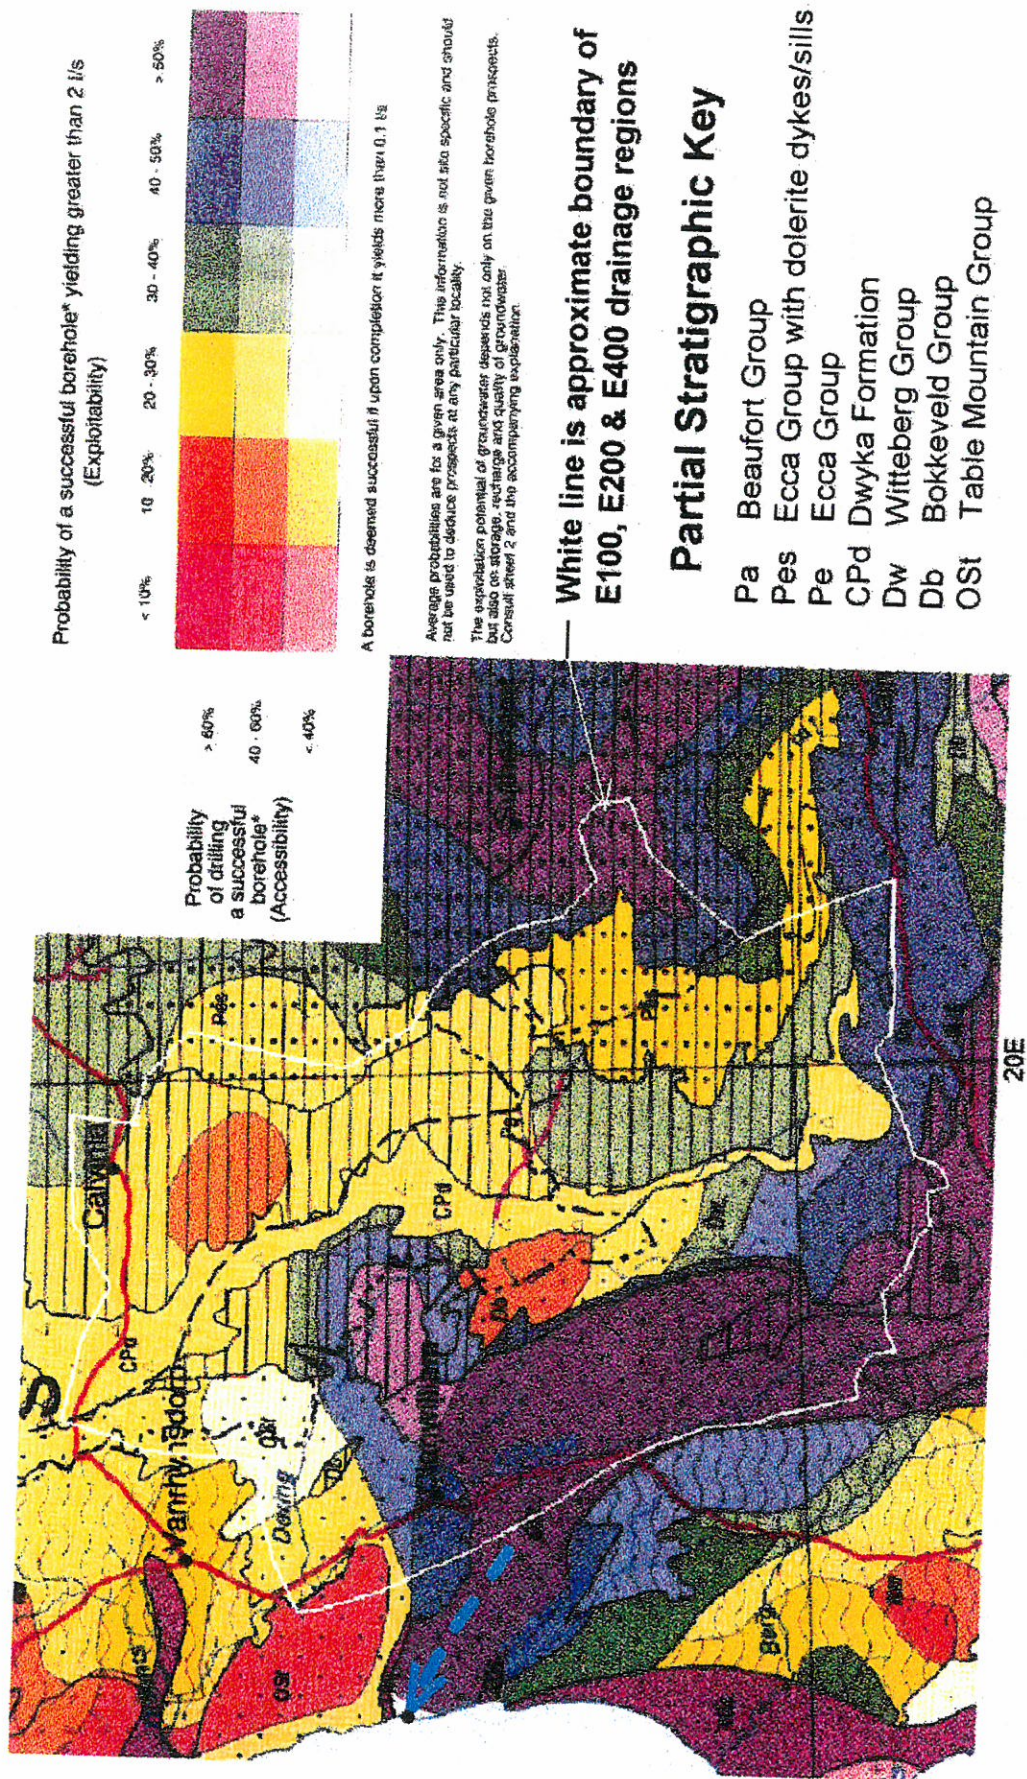 Probability of a successful borehole* yielding greater than 2 l/s
(Exploitability)
< 10%
10 - 20%
20 - 30%
30 - 40%
40 - 50%
> 50%
Probability
of drilling
a successful
borehole*
(Accessibility)
> 60%
40 - 60%
< 40%
A borehole is deemed successful if upon completion it yields more than 0.1 l/s
Average probabilities are for a given area only. This information is not site specific and should
not be used to deduce prospects at any particular locality.
The exploitation potential of groundwater depends not only on the given borehole prospects,
but also on storage, recharge and quality of groundwater.
Consult sheet 2 and the accompanying explanation.
White line is approximate boundary of
E100, E200 & E400 drainage regions
Partial Stratigraphic Key
Pa Beaufort Group
Pes Ecca Group with dolerite dykes/sills
Pe Ecca Group
CPd Dwyka Formation
Dw Witteberg Group
Db Bokkeveld Group
OSt Table Mountain Group
Calvinia
Vanrhynsdorp
CPd
CPd
Pes
Pe
OSt
OSt
Db
Doring
Berg
20E